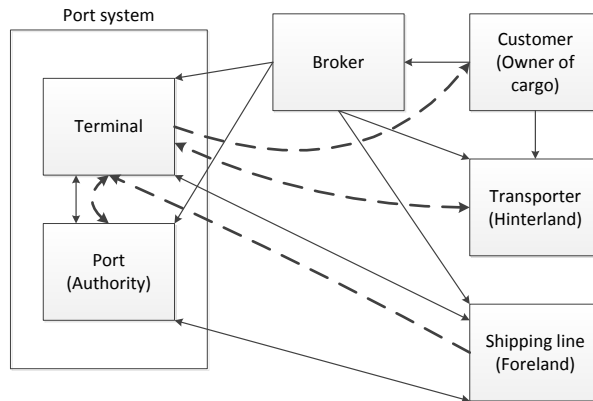 Port system
Terminal
Port
(Authority)
Broker
Customer
(Owner of
cargo)
Transporter
(Hinterland)
Shipping line
(Foreland)